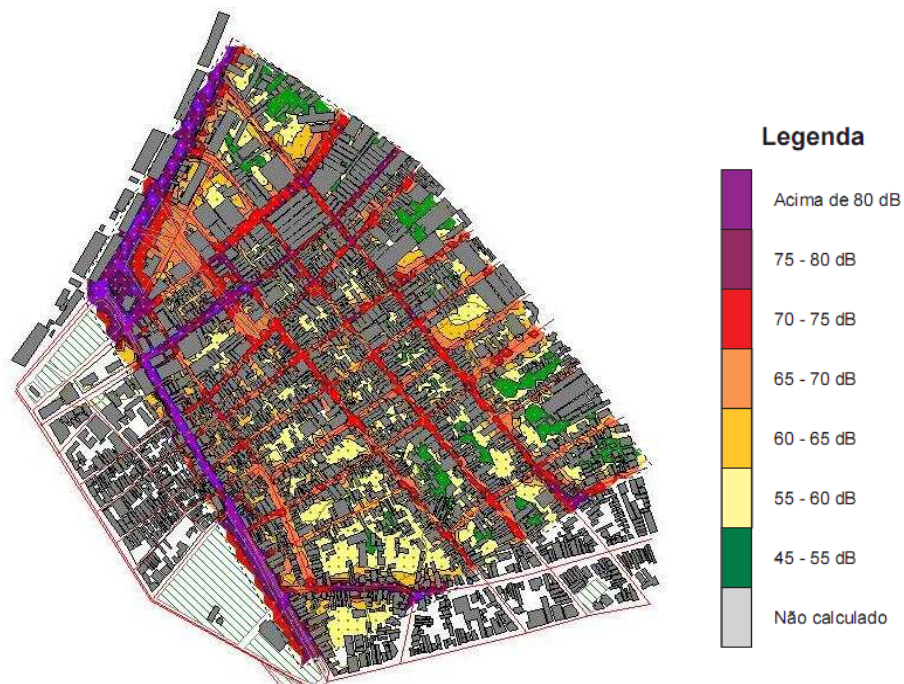 Legenda
Acima de 80 dB
75 - 80 dB
70 - 75 dB
65 - 70 dB
60 - 65 dB
55 - 60 dB
45 - 55 dB
Não calculado